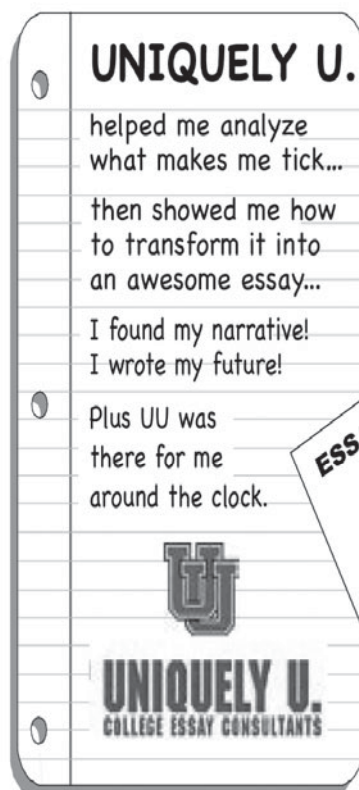 UNIQUELY U.
helped me analyze
what makes me tick...
then showed me how
to transform it into
an awesome essay...
I found my narrative!
I wrote my future!
Plus UU was
there for me
around the clock.
UU
UNIQUELY U.
COLLEGE ESSAY CONSULTANTS